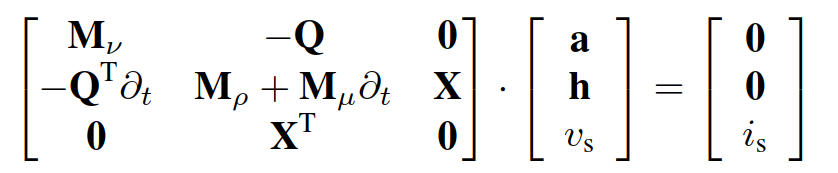 [ M_ν −Q 0 ] [ a ] [ 0 ]
[ −Q^T ∂_t M_ρ + M_μ ∂_t X ] · [ h ] = [ 0 ]
[ 0 X^T 0 ] [ v_s ] [ i_s ]